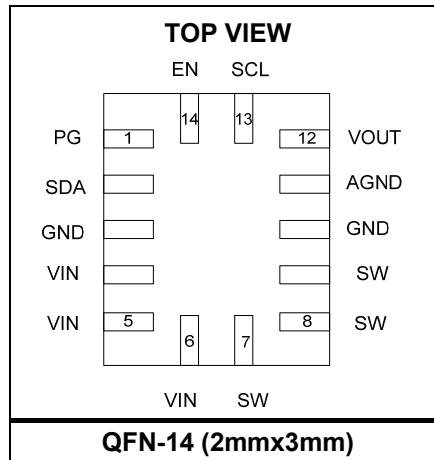 TOP VIEW
EN SCL
14 13
PG 1 12 VOUT
SDA AGND
GND GND
VIN SW
VIN 5 8 SW
6 7
VIN SW
QFN-14 (2mmx3mm)